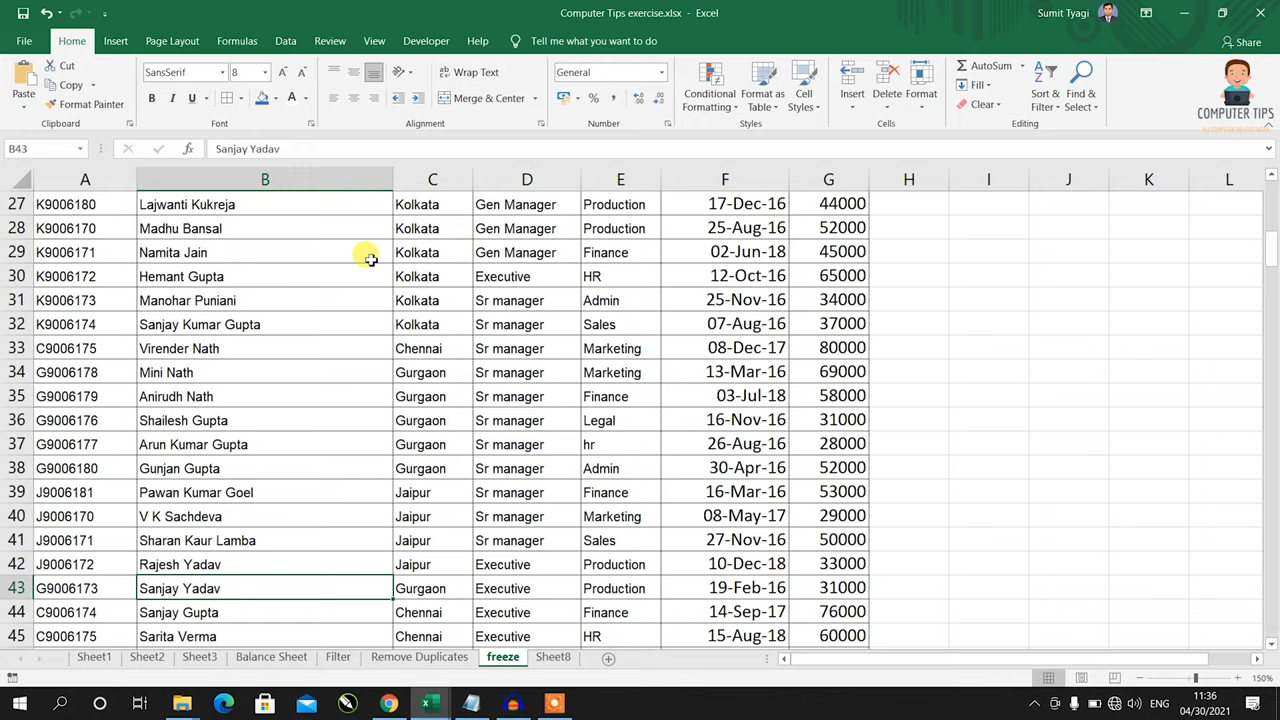 Computer Tips exercise.xlsx - Excel
Sumit Tyagi
File Home Insert Page Layout Formulas Data Review View Developer Help Tell me what you want to do Share
Paste Cut Copy Format Painter Clipboard
SansSerif 8 B I U A Font
Wrap Text Merge & Center Alignment
General % , Number
Conditional Formatting Format as Table Cell Styles Styles
Insert Delete Format Cells
AutoSum Fill Clear Sort & Filter Find & Select Editing
COMPUTER TIPS
ALL COMPUTER RELATED WORK
B43 fx Sanjay Yadav
A B C D E F G H I J K L
27 K9006180 Lajwanti Kukreja Kolkata Gen Manager Production 17-Dec-16 44000
28 K9006170 Madhu Bansal Kolkata Gen Manager Production 25-Aug-16 52000
29 K9006171 Namita Jain Kolkata Gen Manager Finance 02-Jun-18 45000
30 K9006172 Hemant Gupta Kolkata Executive HR 12-Oct-16 65000
31 K9006173 Manohar Puniani Kolkata Sr manager Admin 25-Nov-16 34000
32 K9006174 Sanjay Kumar Gupta Kolkata Sr manager Sales 07-Aug-16 37000
33 C9006175 Virender Nath Chennai Sr manager Marketing 08-Dec-17 80000
34 G9006178 Mini Nath Gurgaon Sr manager Marketing 13-Mar-16 69000
35 G9006179 Anirudh Nath Gurgaon Sr manager Finance 03-Jul-18 58000
36 G9006176 Shailesh Gupta Gurgaon Sr manager Legal 16-Nov-16 31000
37 G9006177 Arun Kumar Gupta Gurgaon Sr manager hr 26-Aug-16 28000
38 G9006180 Gunjan Gupta Gurgaon Sr manager Admin 30-Apr-16 52000
39 J9006181 Pawan Kumar Goel Jaipur Sr manager Finance 16-Mar-16 53000
40 J9006170 V K Sachdeva Jaipur Sr manager Marketing 08-May-17 29000
41 J9006171 Sharan Kaur Lamba Jaipur Sr manager Sales 27-Nov-16 50000
42 J9006172 Rajesh Yadav Jaipur Executive Production 10-Dec-18 33000
43 G9006173 Sanjay Yadav Gurgaon Executive Production 19-Feb-16 31000
44 C9006174 Sanjay Gupta Chennai Executive Finance 14-Sep-17 76000
45 C9006175 Sarita Verma Chennai Executive HR 15-Aug-18 60000
Sheet1 Sheet2 Sheet3 Balance Sheet Filter Remove Duplicates freeze Sheet8
150%
ENG 11:36
04/30/2021